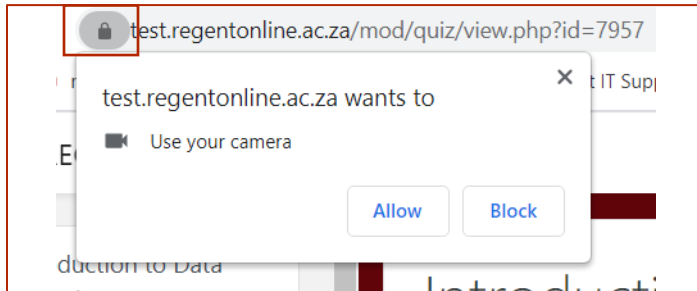 test.regentonline.ac.za/mod/quiz/view.php?id=7957
t IT Supp
test.regentonline.ac.za wants to
Use your camera
Allow Block
duction to Data